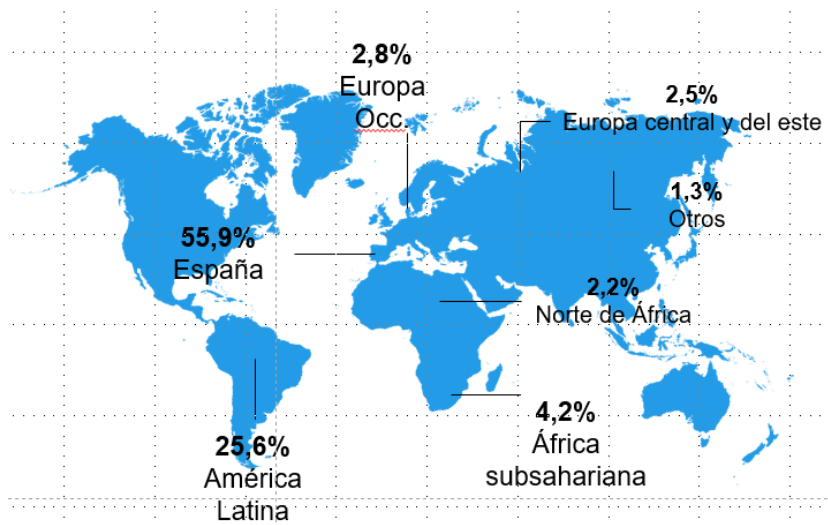 2,8%
Europa
Occ.
2,5%
Europa central y del este
1,3%
Otros
55,9%
España
2,2%
Norte de África
4,2%
África
subsahariana
25,6%
América
Latina